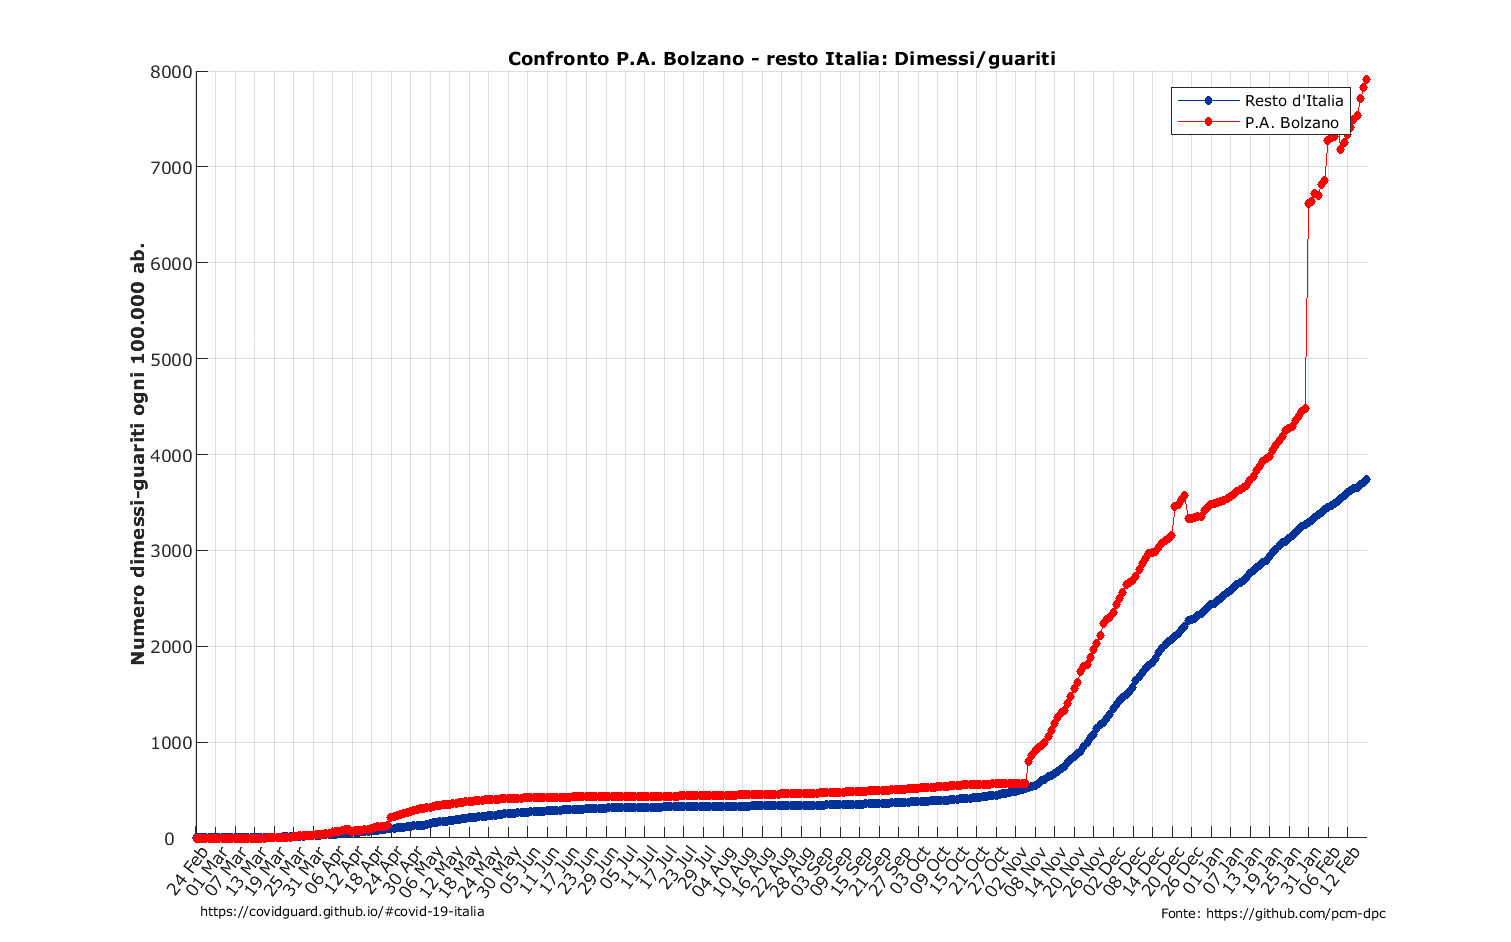 Confronto P.A. Bolzano - resto Italia: Dimessi/guariti
Resto d'Italia
P.A. Bolzano
Numero dimessi-guariti ogni 100.000 ab.
8000
7000
6000
5000
4000
3000
2000
1000
0
24 Feb
01 Mar
07 Mar
13 Mar
19 Mar
25 Mar
31 Mar
06 Apr
12 Apr
18 Apr
24 Apr
30 Apr
06 May
12 May
18 May
24 May
30 May
05 Jun
11 Jun
17 Jun
23 Jun
29 Jun
05 Jul
11 Jul
17 Jul
23 Jul
29 Jul
04 Aug
10 Aug
16 Aug
22 Aug
28 Aug
03 Sep
09 Sep
15 Sep
21 Sep
27 Sep
03 Oct
09 Oct
15 Oct
21 Oct
27 Oct
02 Nov
08 Nov
14 Nov
20 Nov
26 Nov
02 Dec
08 Dec
14 Dec
20 Dec
26 Dec
01 Jan
07 Jan
13 Jan
19 Jan
25 Jan
31 Jan
06 Feb
12 Feb
https://covidguard.github.io/#covid-19-italia
Fonte: https://github.com/pcm-dpc